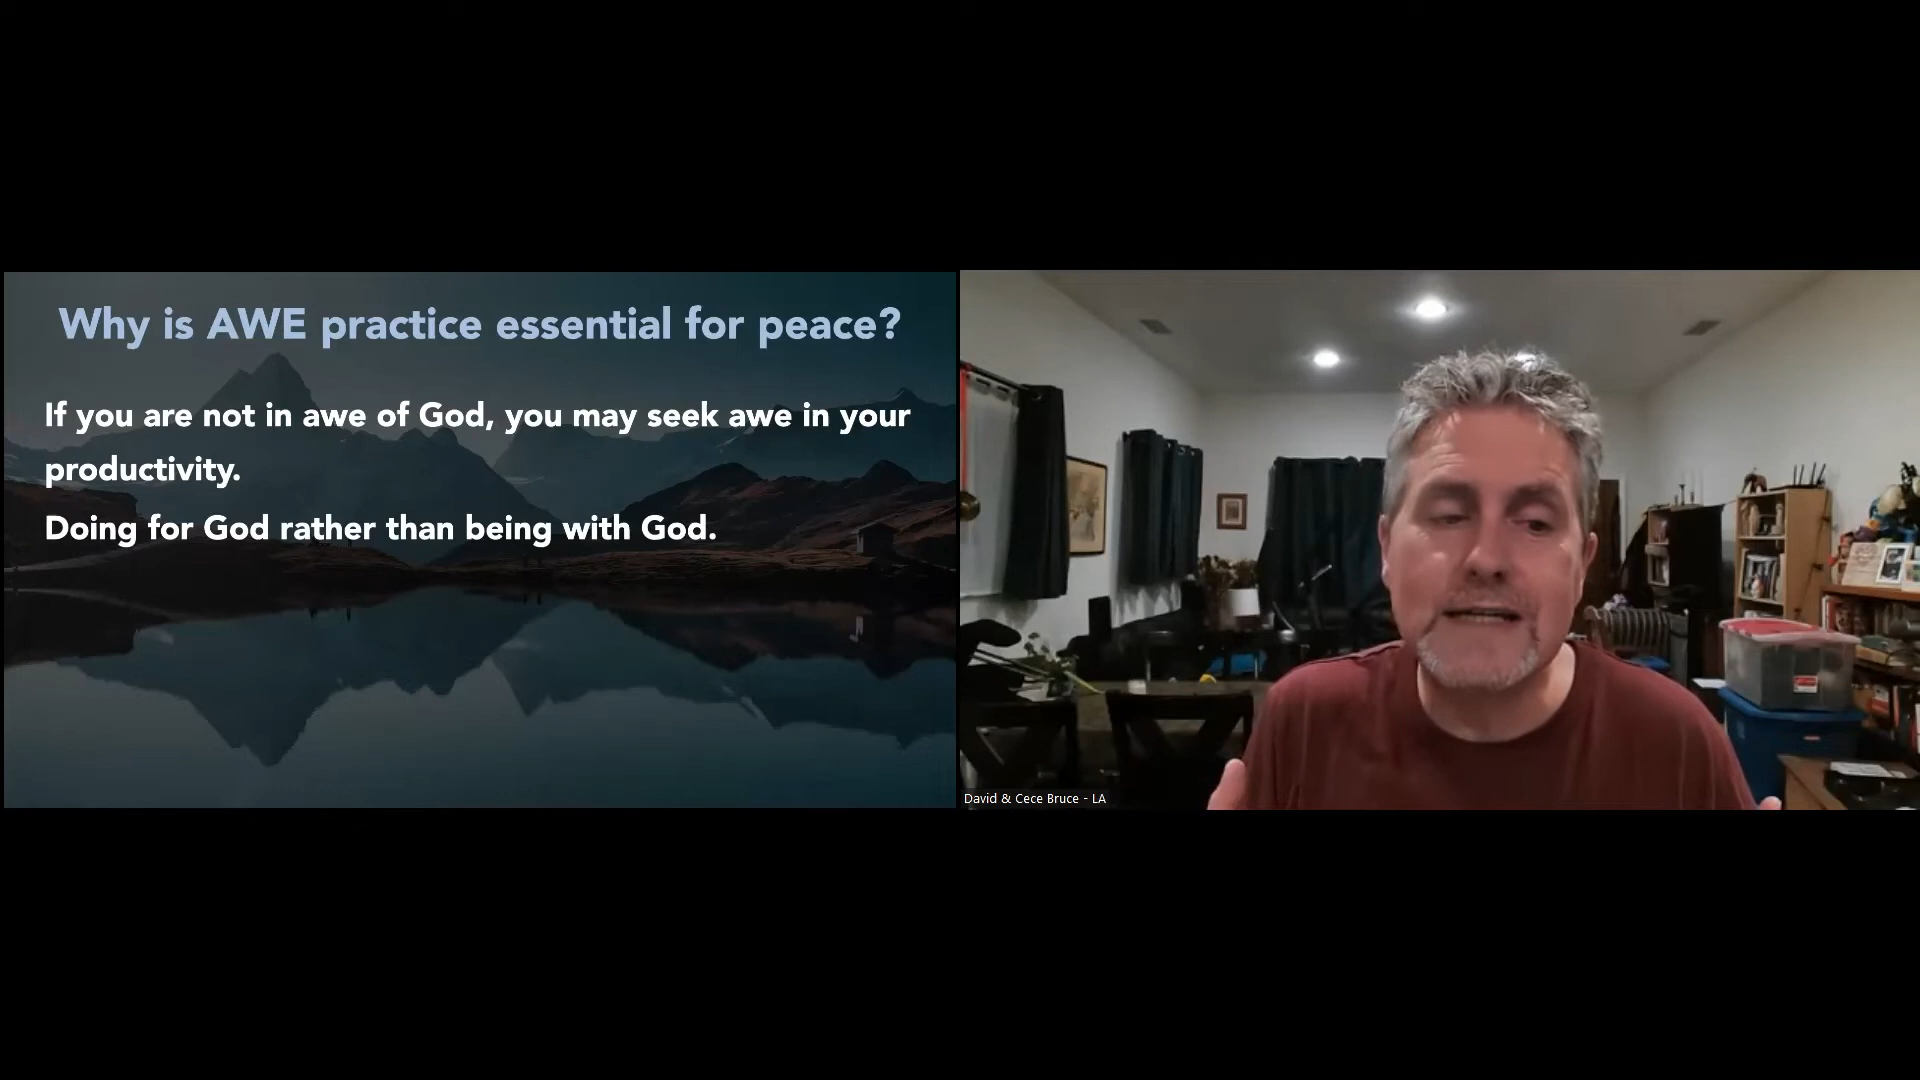 Why is AWE practice essential for peace?
If you are not in awe of God, you may seek awe in your
productivity.
Doing for God rather than being with God.
David & Cece Bruce - LA